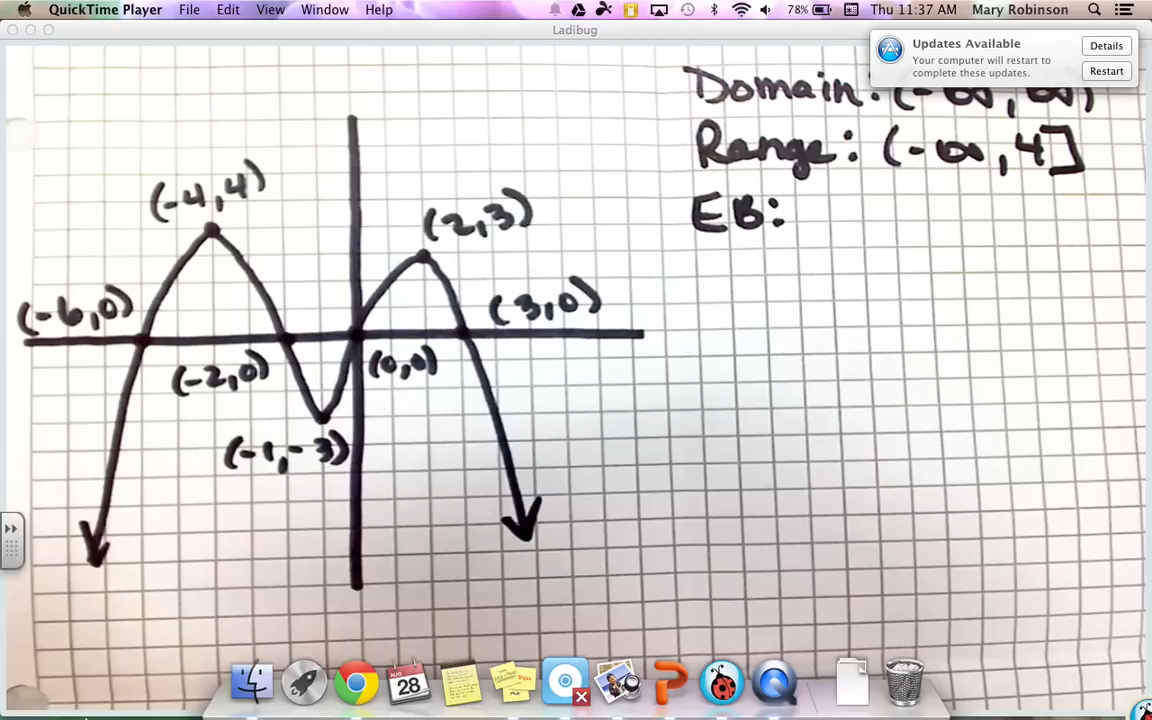 QuickTime Player File Edit View Window Help 78% Thu 11:37 AM Mary Robinson
Ladibug
Updates Available
Your computer will restart to
complete these updates.
Details
Restart
Domain: (-∞, ∞)
Range: (-∞, 4]
EB:
(-4, 4)
(2, 3)
(-6, 0)
(3, 0)
(-2, 0)
(0, 0)
(-1, -3)
AUG
28